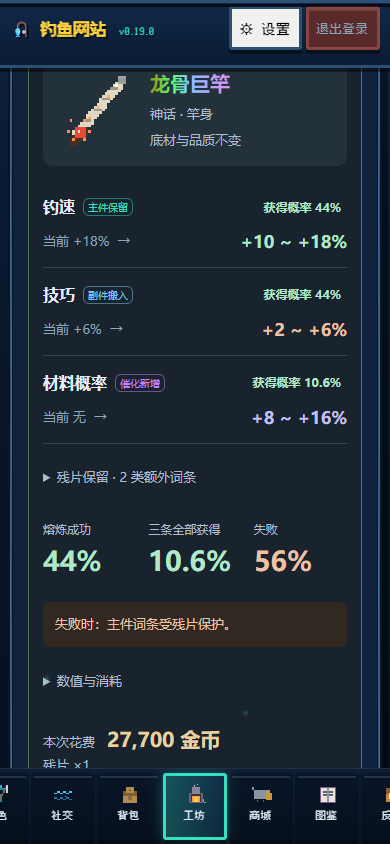 钓鱼网站 v0.19.0 设置 退出登录
龙骨巨竿
神话 · 竿身
底材与品质不变
钓速 主件保留 获得概率 44%
当前 +18% → +10 ~ +18%
技巧 副件搬入 获得概率 44%
当前 +6% → +2 ~ +6%
材料概率 催化新增 获得概率 10.6%
当前 无 → +8 ~ +16%
▶ 残片保留 · 2 类额外词条
熔炼成功 三条全部获得 失败
44% 10.6% 56%
失败时：主件词条受残片保护。
▶ 数值与消耗
本次花费 27,700 金币
残片 ×1
色 社交 背包 工坊 商城 图鉴